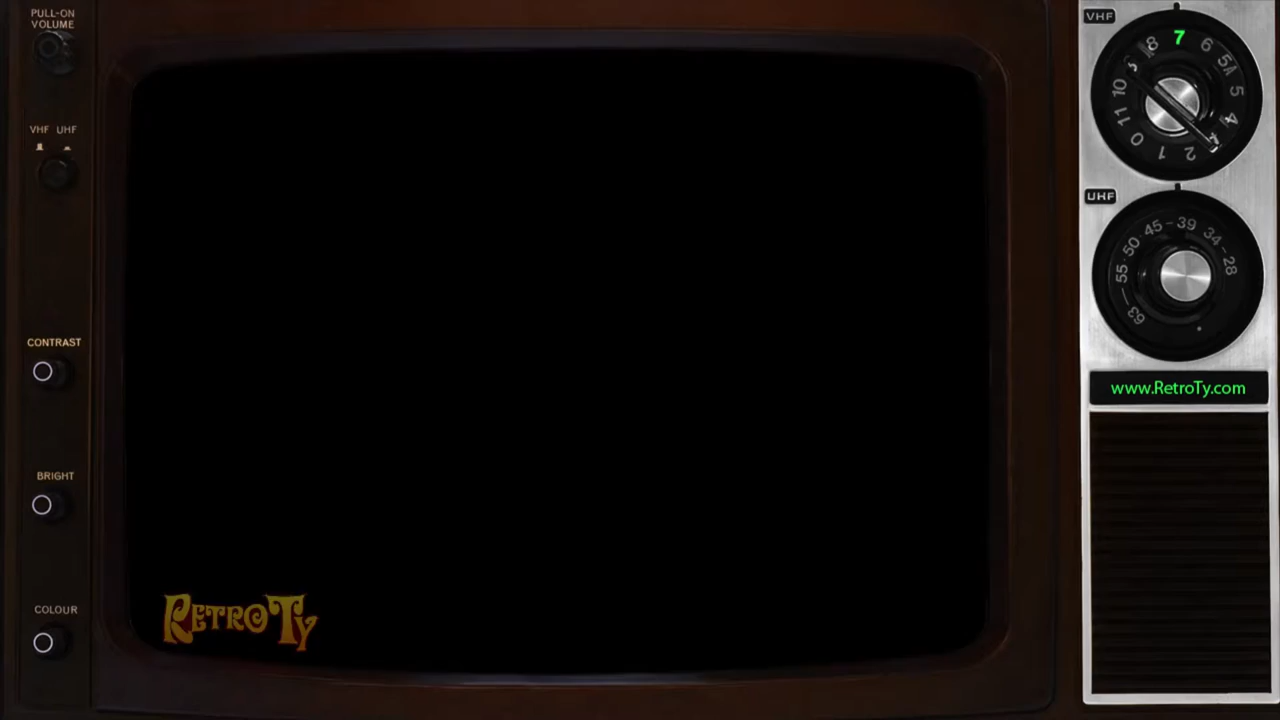 PULL-ON
VOLUME
VHF UHF
CONTRAST
BRIGHT
COLOUR
RETROTY
VHF
7
6
5A
5
4
2
1
0
11
10
8
UHF
63 — 55 · 50 45 - 39 34 - 28
www.RetroTy.com